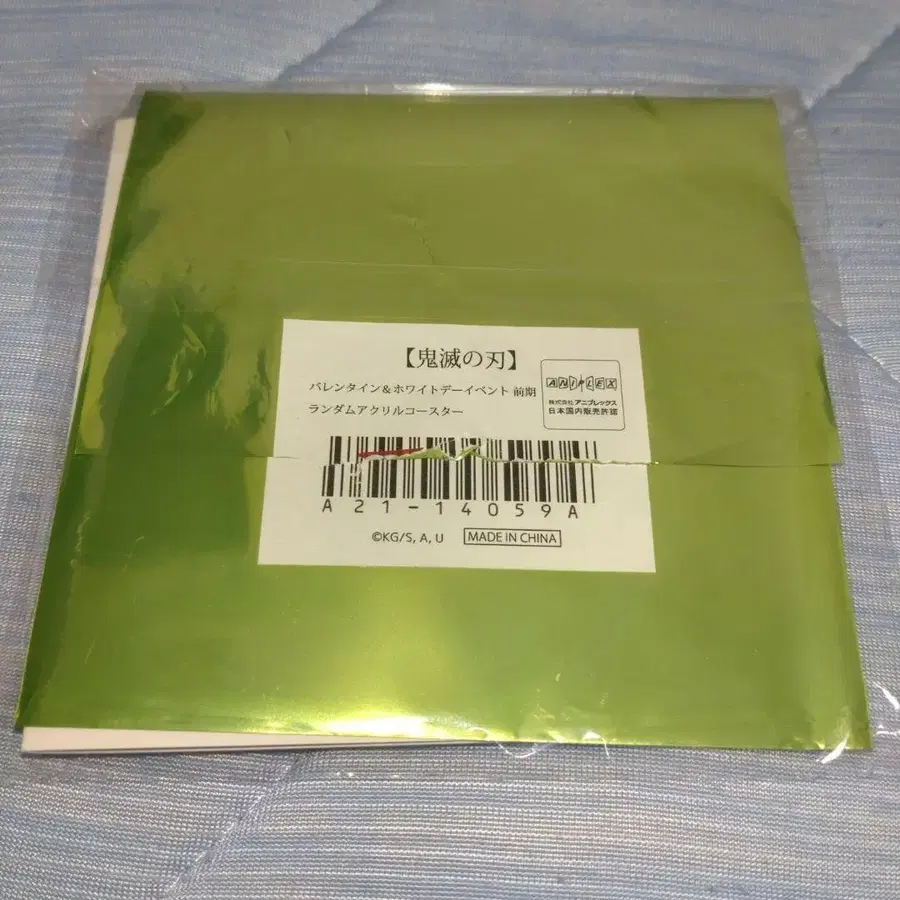 【鬼滅の刃】
バレンタイン&ホワイトデーイベント 前期
ランダムアクリルコースター
ANIPLEX
株式会社 アニプレックス
日本国内販売許諾
A21-14059A
©KG/S, A, U
MADE IN CHINA